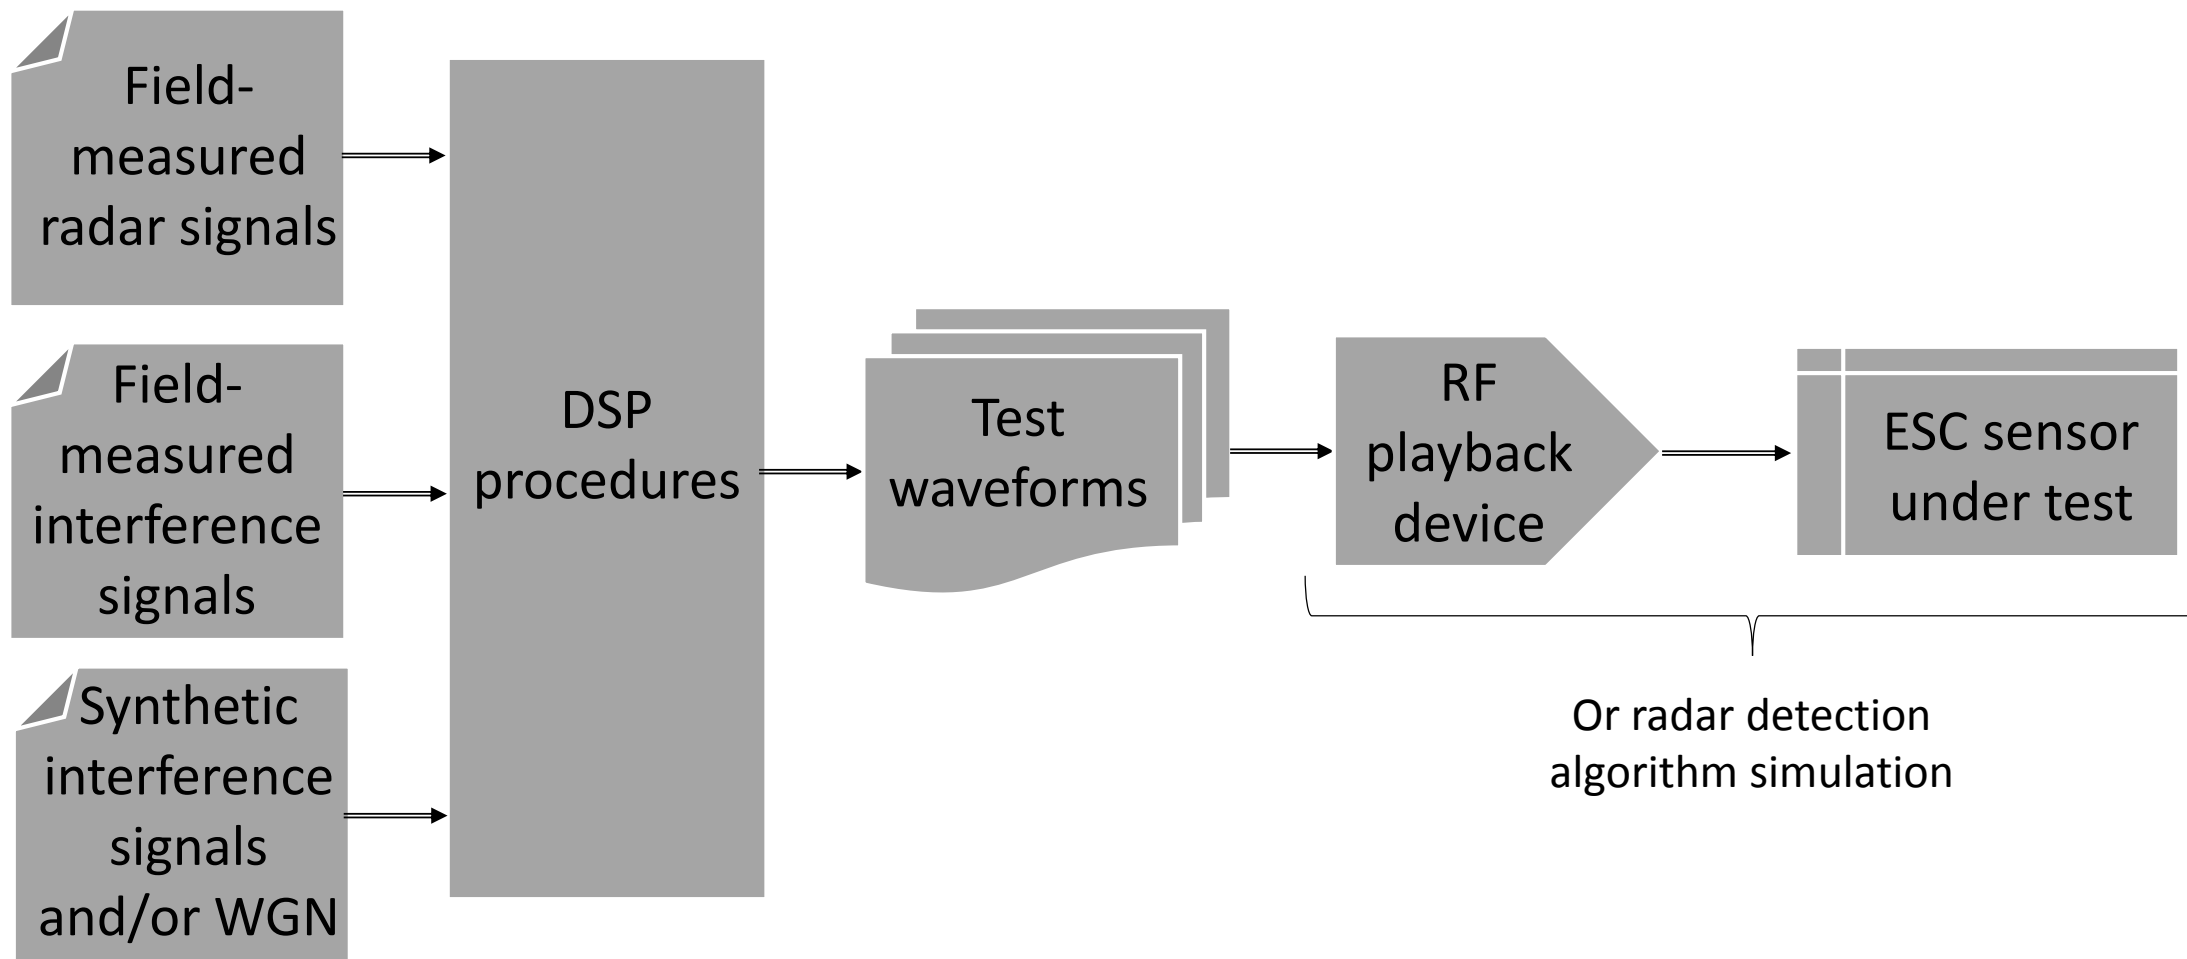 Field-
measured
radar signals
Field-
measured
interference
signals
Synthetic
interference
signals
and/or WGN
DSP
procedures
Test
waveforms
RF
playback
device
ESC sensor
under test
Or radar detection
algorithm simulation